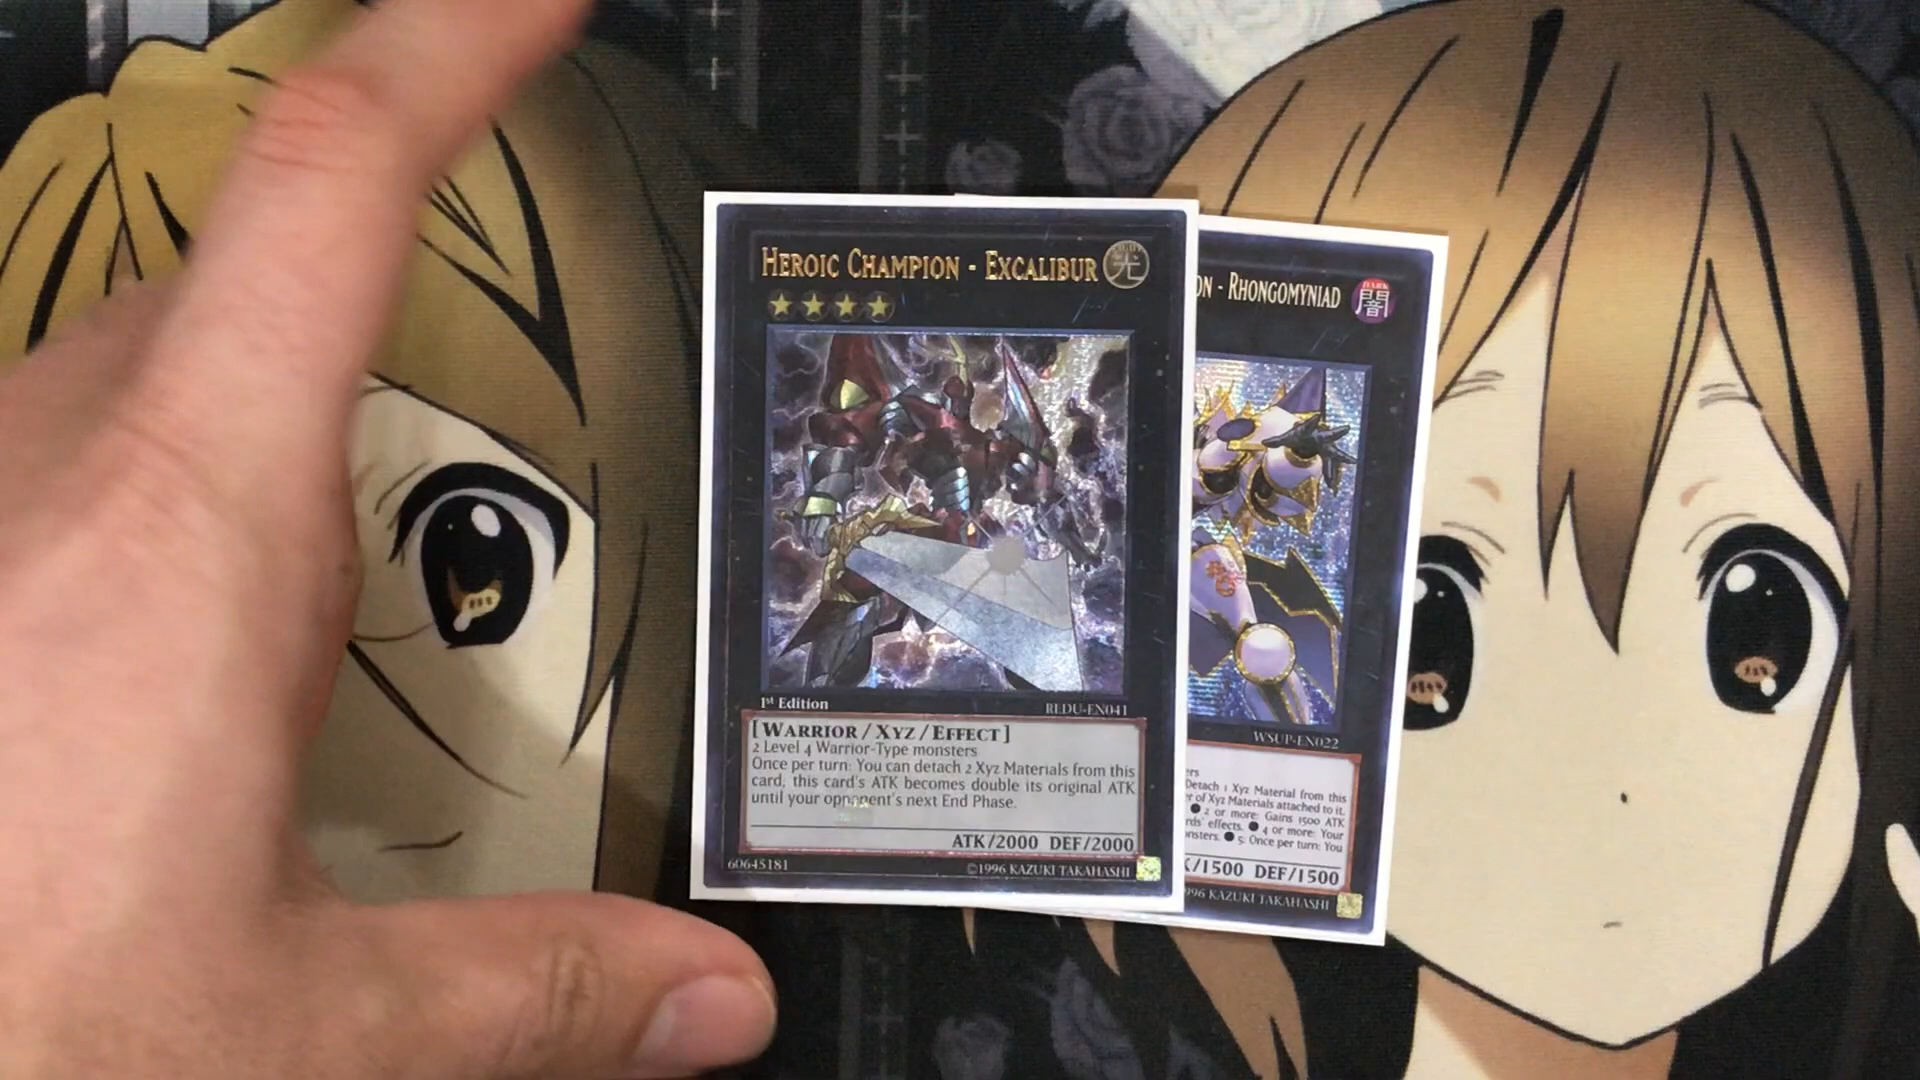 HEROIC CHAMPION - EXCALIBUR
光
1st Edition
REDU-EN041
[WARRIOR / XYZ / EFFECT]
2 Level 4 Warrior-Type monsters
Once per turn: You can detach 2 Xyz Materials from this
card, this card's ATK becomes double its original ATK
until your opponent's next End Phase.
ATK/2000 DEF/2000
60645181
©1996 KAZUKI TAKAHASHI
ON - RHONGOMYNIAD
DARK
闇
WSUP-EN022
ers
Detach 1 Xyz Material from this
r of Xyz Materials attached to it.
● 2 or more: Gains 1500 ATK
rds' effects. ● 4 or more: Your
onsters. ● 5: Once per turn: You
K/1500 DEF/1500
996 KAZUKI TAKAHASHI